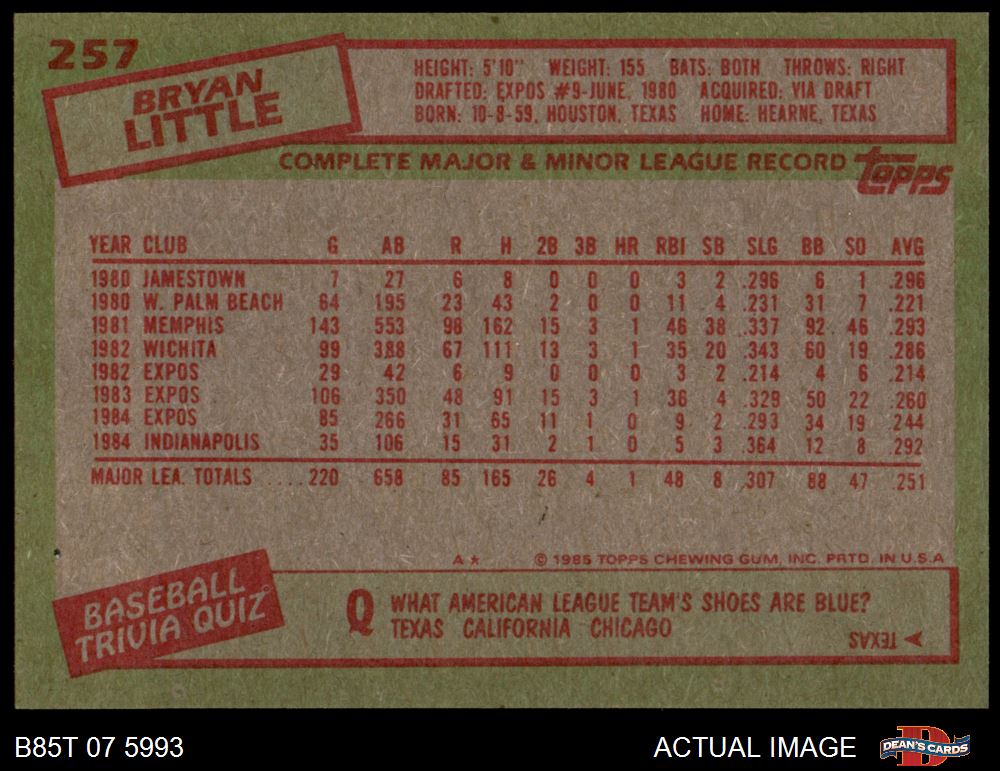 257
BRYAN
LITTLE
HEIGHT: 5'10" WEIGHT: 155 BATS: BOTH THROWS: RIGHT
DRAFTED: EXPOS #9-JUNE, 1980 ACQUIRED: VIA DRAFT
BORN: 10-8-59, HOUSTON, TEXAS HOME: HEARNE, TEXAS
COMPLETE MAJOR & MINOR LEAGUE RECORD topps
YEAR CLUB G AB R H 2B 3B HR RBI SB SLG BB SO AVG
1980 JAMESTOWN 7 27 6 8 0 0 0 3 2 .296 6 1 .296
1980 W. PALM BEACH 64 195 23 43 2 0 0 11 4 .231 31 7 .221
1981 MEMPHIS 143 553 98 162 15 3 1 46 38 .337 92 46 .293
1982 WICHITA 99 388 67 111 13 3 1 35 20 .343 60 19 .286
1982 EXPOS 29 42 6 9 0 0 0 3 2 .214 4 6 .214
1983 EXPOS 106 350 48 91 15 3 1 36 4 .329 50 22 .260
1984 EXPOS 85 266 31 65 11 1 0 9 2 .293 34 19 .244
1984 INDIANAPOLIS 35 106 15 31 2 1 0 5 3 .364 12 8 .292
MAJOR LEA. TOTALS ....220 658 85 165 26 4 1 48 8 .307 88 47 .251
A* © 1985 TOPPS CHEWING GUM, INC. PRTD. IN U.S.A
BASEBALL
TRIVIA QUIZ
Q WHAT AMERICAN LEAGUE TEAM'S SHOES ARE BLUE?
TEXAS CALIFORNIA CHICAGO
TEXAS
B85T 07 5993 ACTUAL IMAGE DEAN'S CARDS